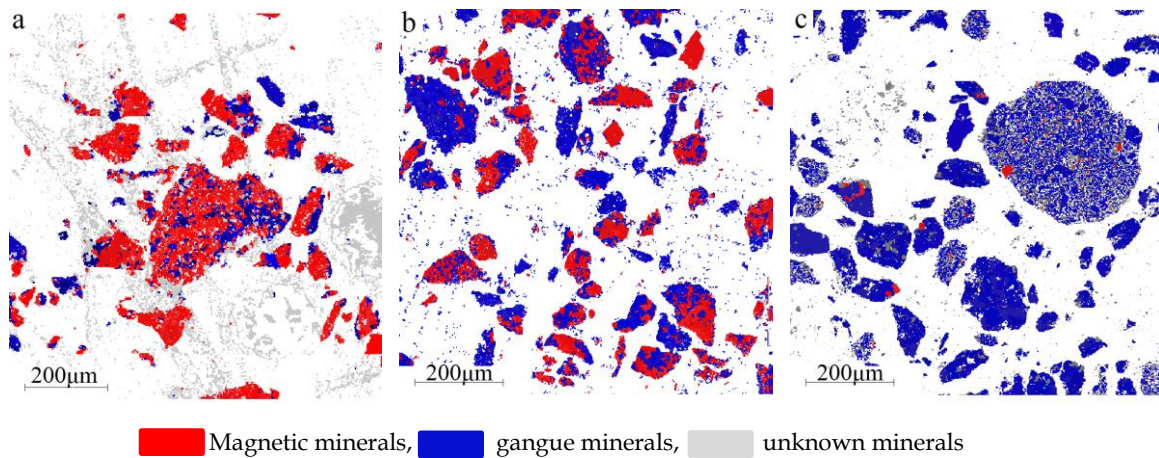 a
b
c
200μm
200μm
200μm
Magnetic minerals, gangue minerals, unknown minerals